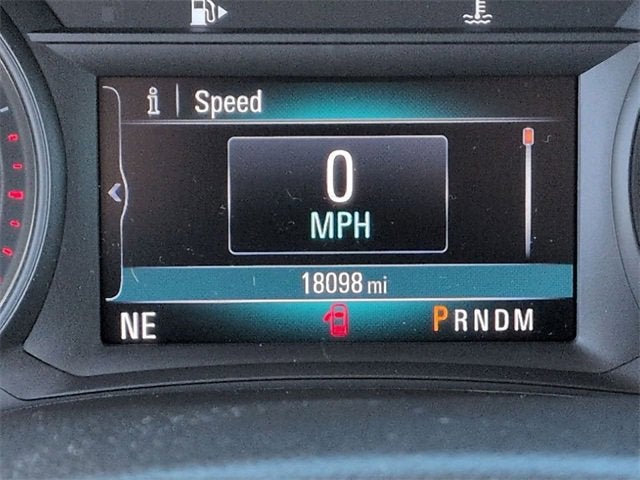 i | Speed
0
MPH
18098 mi
NE PRNDM